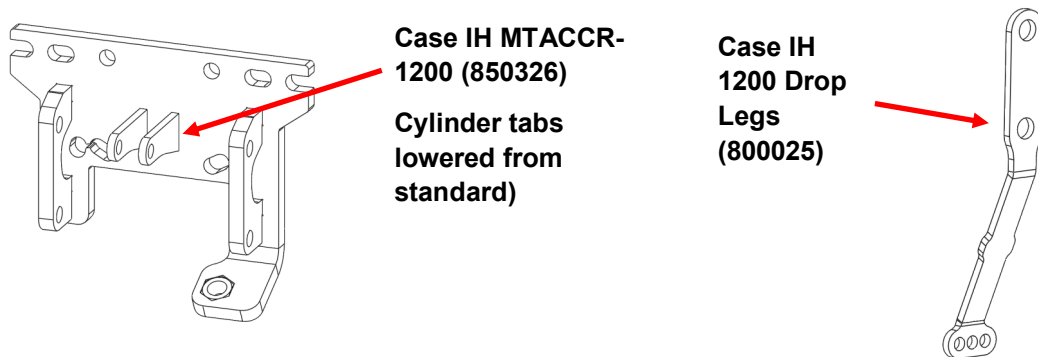 Case IH MTACCR-
1200 (850326)
Cylinder tabs
lowered from
standard)
Case IH
1200 Drop
Legs
(800025)